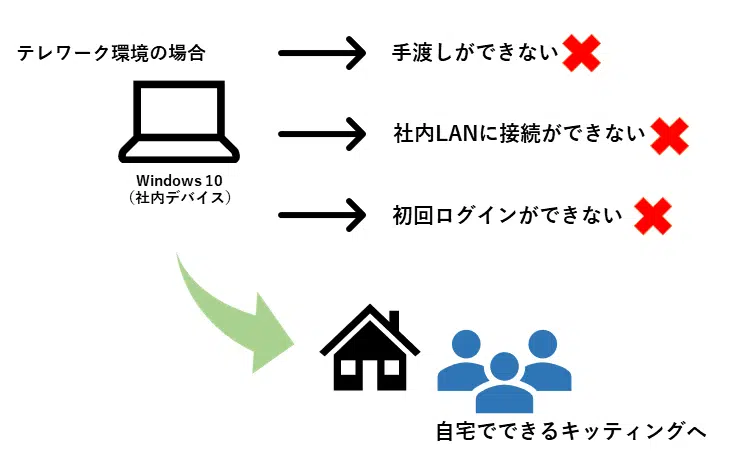 テレワーク環境の場合
手渡しができない
社内LANに接続ができない
Windows 10
（社内デバイス）
初回ログインができない
自宅でできるキッティングへ